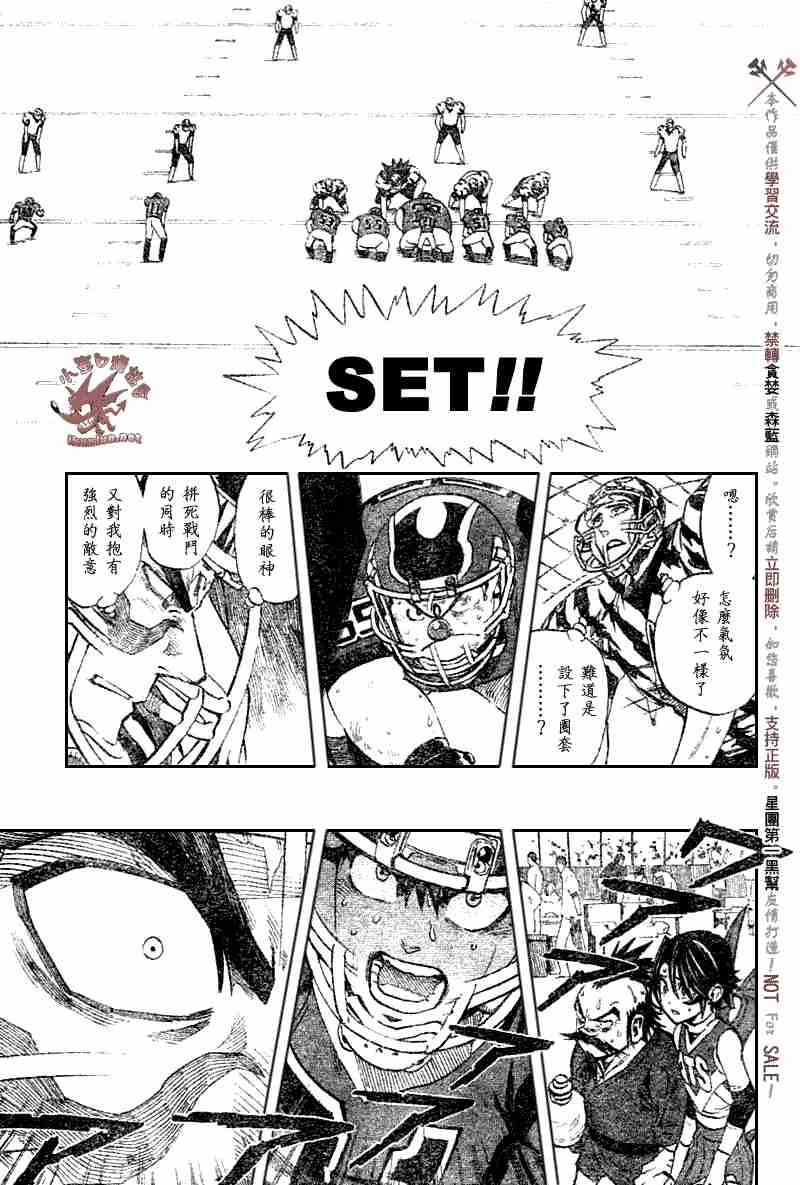 SET!!
嗯……?
怎麼氣氛
好像不一樣了
難道是
設下了圈套
……?
很棒的眼神
拼死戰鬥
的同時
又對我抱有
強烈的敵意
本作品僅供學習交流，切勿商用，禁轉貪婪或森藍網站。欣賞后請立即刪除，如您喜歡，支持正版。星團第一黑幫友情打造！NOT For SALE！